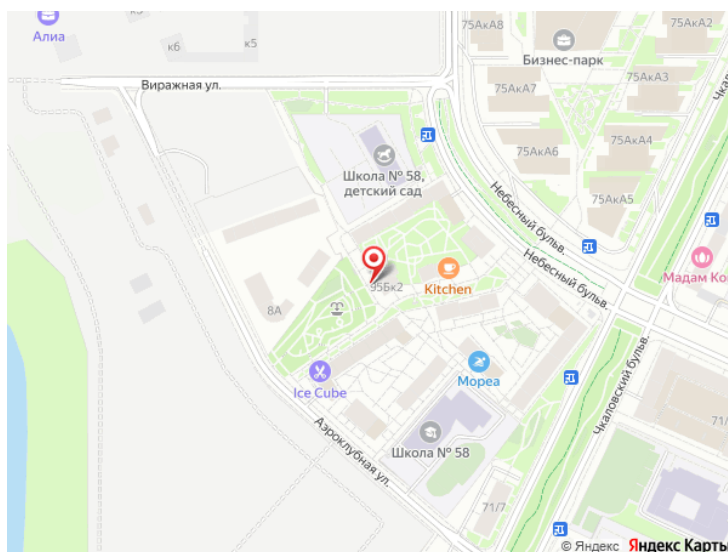 Алиа
к6
к5
Виражная ул.
75АкА8
Бизнес-парк
75АкА7
75АкА3
75АкА6
75АкА4
75АкА5
Школа № 58,
детский сад
Небесный бульв.
Небесный бульв.
Мадам Ко
95Бк2
Kitchen
8А
Ice Cube
Мореа
Чкаловский бульв.
Аэроклубная ул.
Школа № 58
71/7
71/
© Яндекс Яндекс Карты